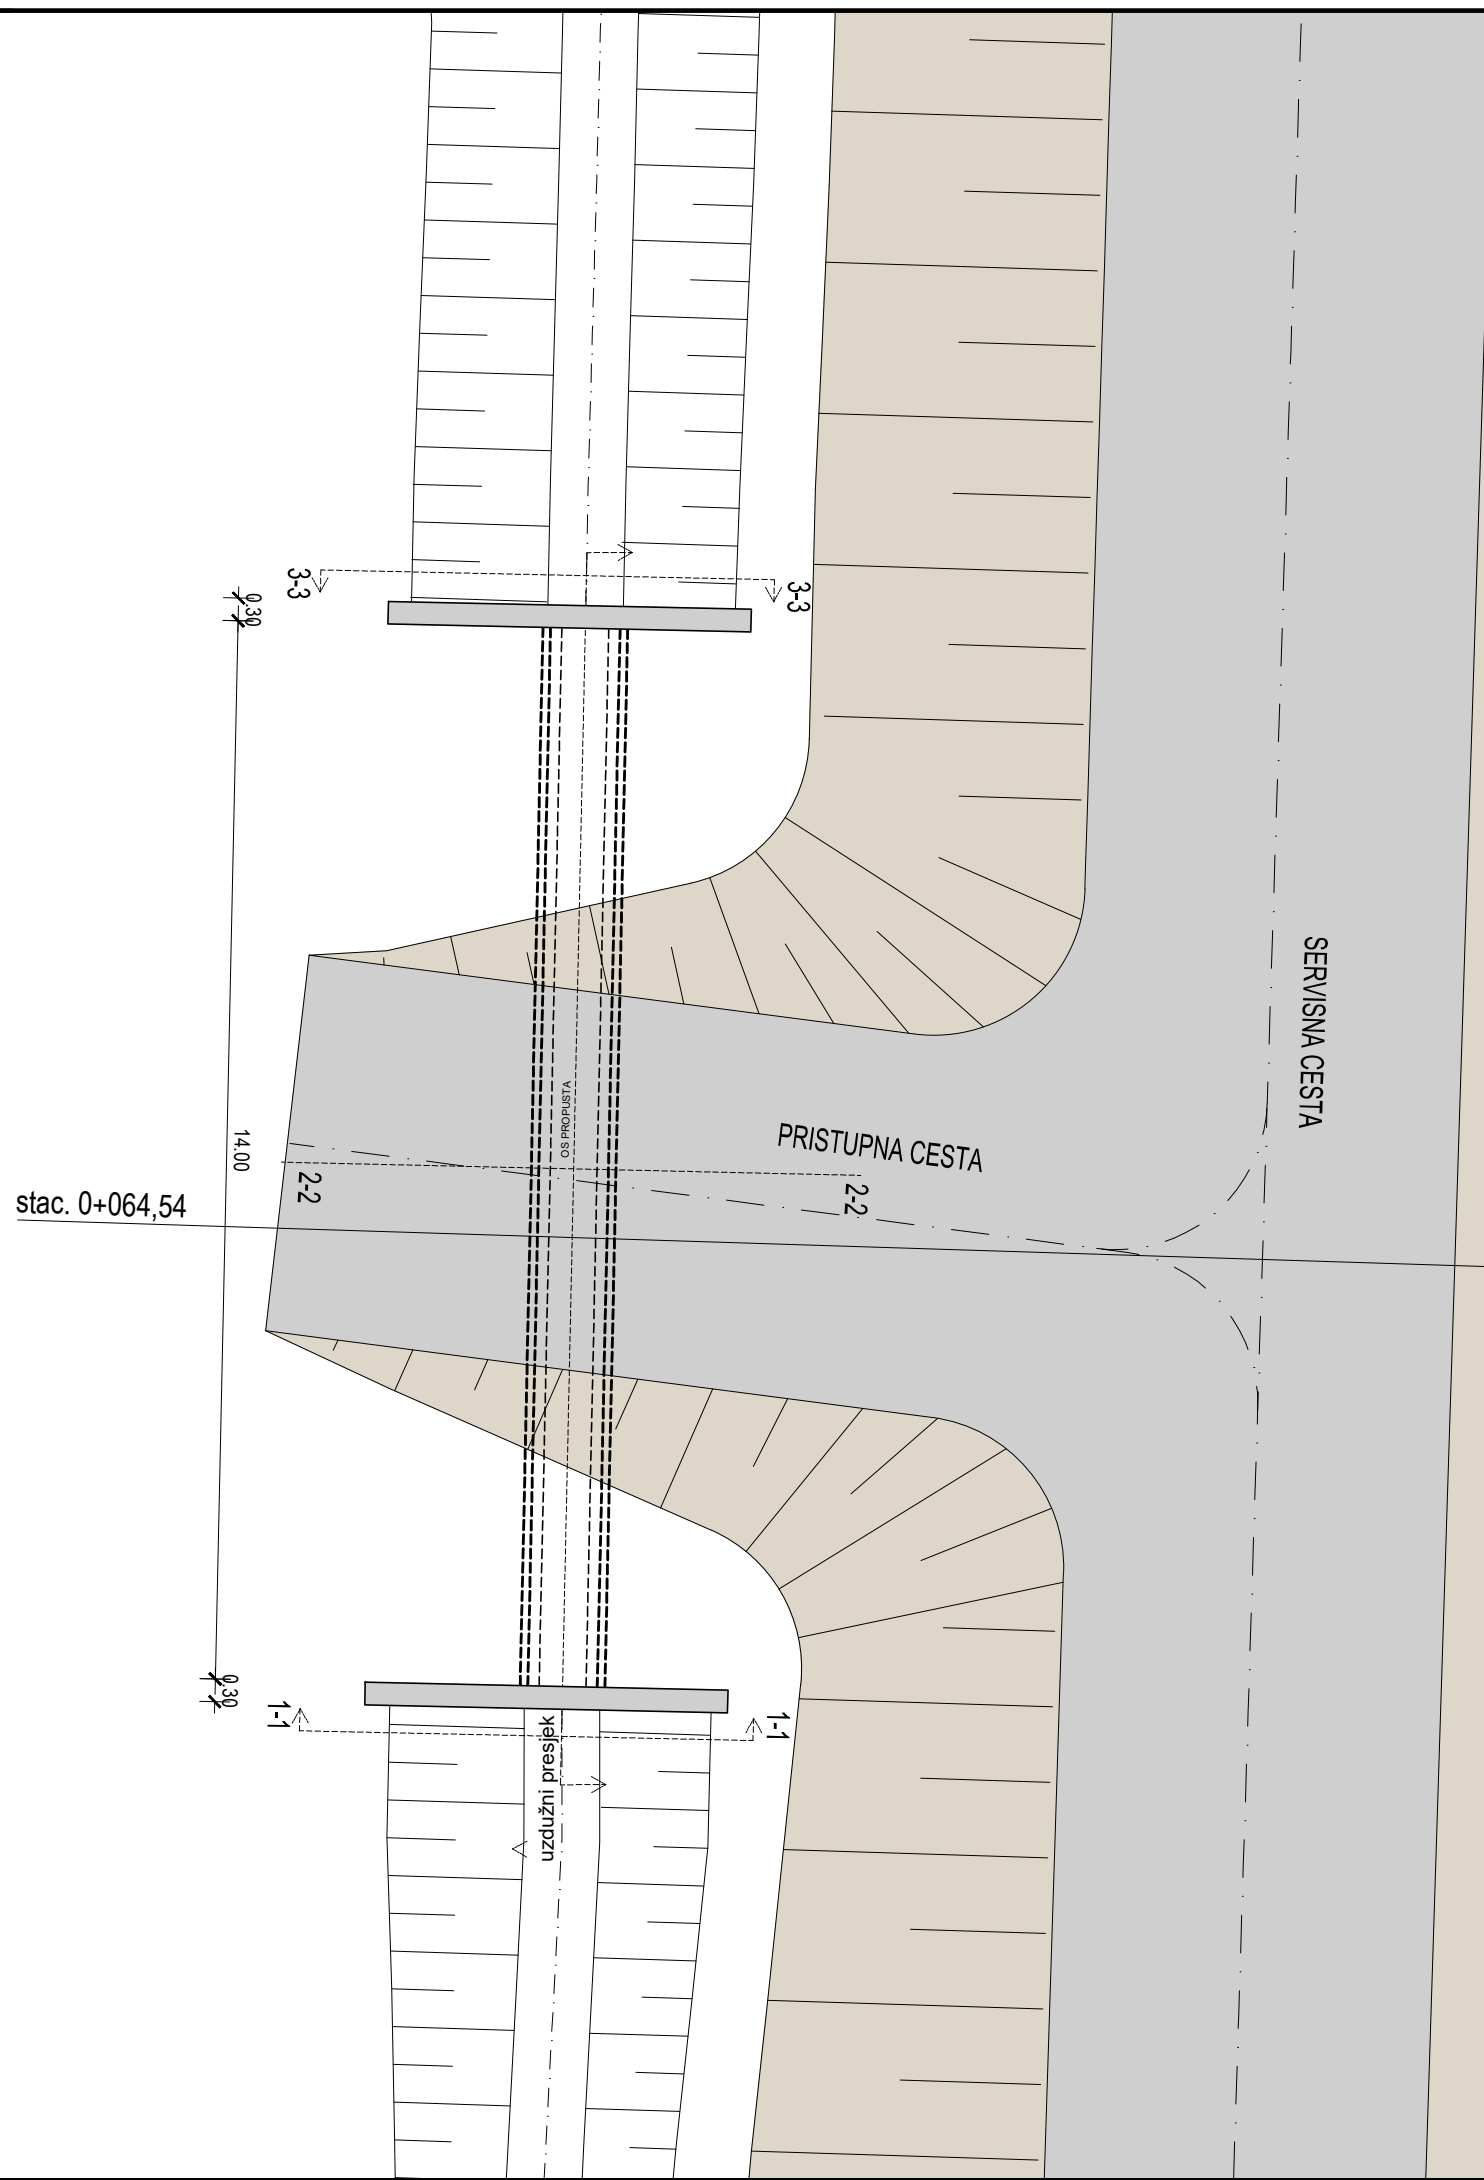 3-3
3-3
0.30
SERVISNA CESTA
OS PROPUSTA
PRISTUPNA CESTA
14.00
2-2
2-2
stac. 0+064,54
0.30
1-1
1-1
uzdužni presjek